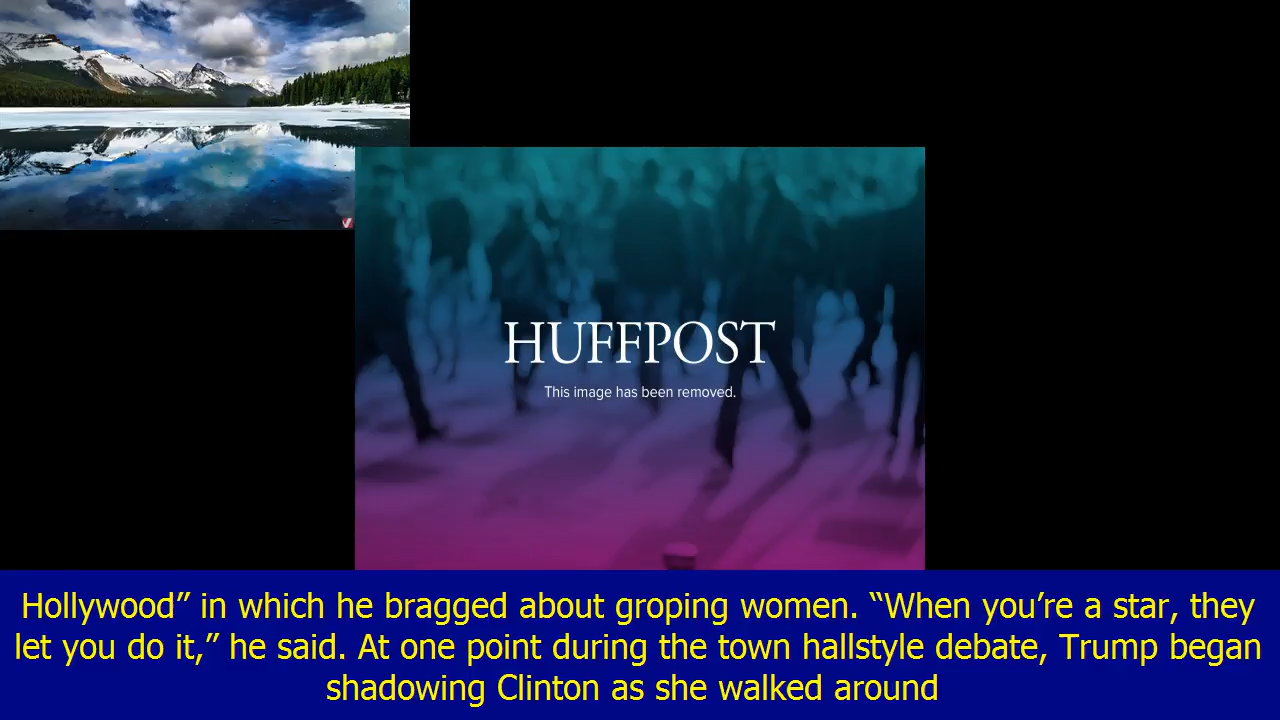 HUFFPOST
This image has been removed.
Hollywood” in which he bragged about groping women. “When you’re a star, they
let you do it,” he said. At one point during the town hallstyle debate, Trump began
shadowing Clinton as she walked around